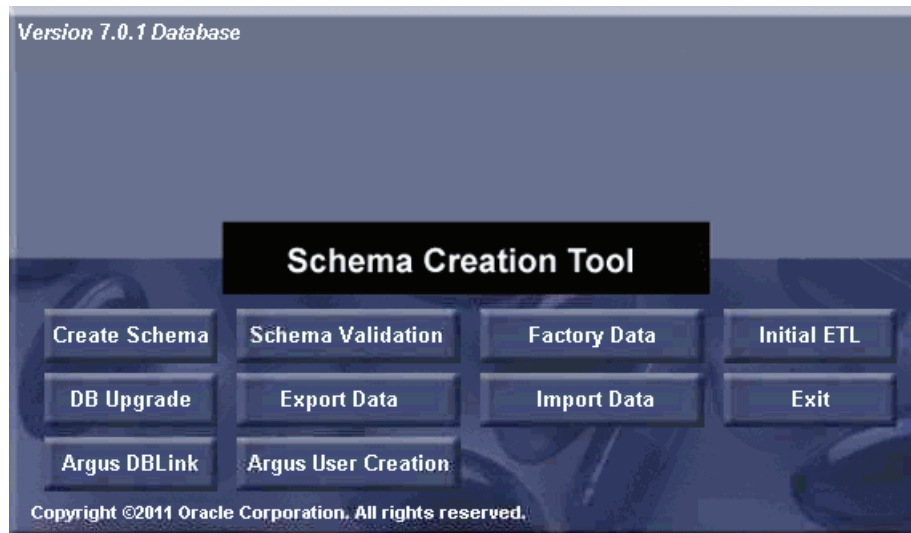 Version 7.0.1 Database
Schema Creation Tool
Create Schema Schema Validation Factory Data Initial ETL
DB Upgrade Export Data Import Data Exit
Argus DBLink Argus User Creation
Copyright ©2011 Oracle Corporation. All rights reserved.